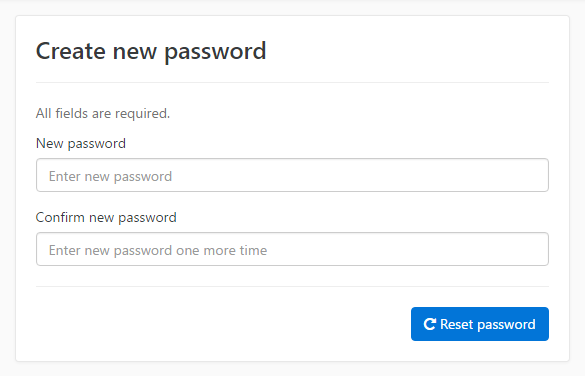 Create new password
All fields are required.
New password
Enter new password
Confirm new password
Enter new password one more time
Reset password